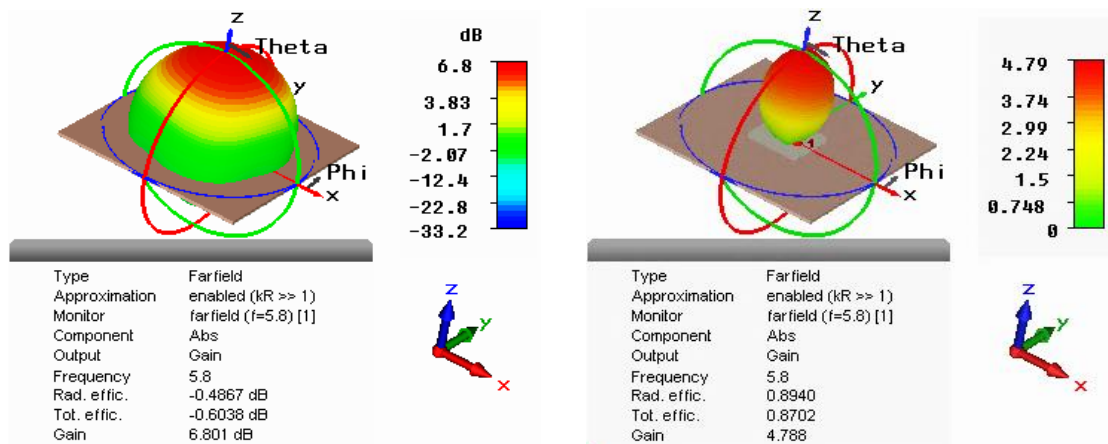 z
Theta
y
Phi
x
dB
6.8
3.83
1.7
-2.07
-12.4
-22.8
-33.2
Type Farfield
Approximation enabled (kR >> 1)
Monitor farfield (f=5.8) [1]
Component Abs
Output Gain
Frequency 5.8
Rad. effic. -0.4867 dB
Tot. effic. -0.6038 dB
Gain 6.801 dB
z
y
x
z
Theta
y
1
Phi
x
4.79
3.74
2.99
2.24
1.5
0.748
0
Type Farfield
Approximation enabled (kR >> 1)
Monitor farfield (f=5.8) [1]
Component Abs
Output Gain
Frequency 5.8
Rad. effic. 0.8940
Tot. effic. 0.8702
Gain 4.788
z
y
x